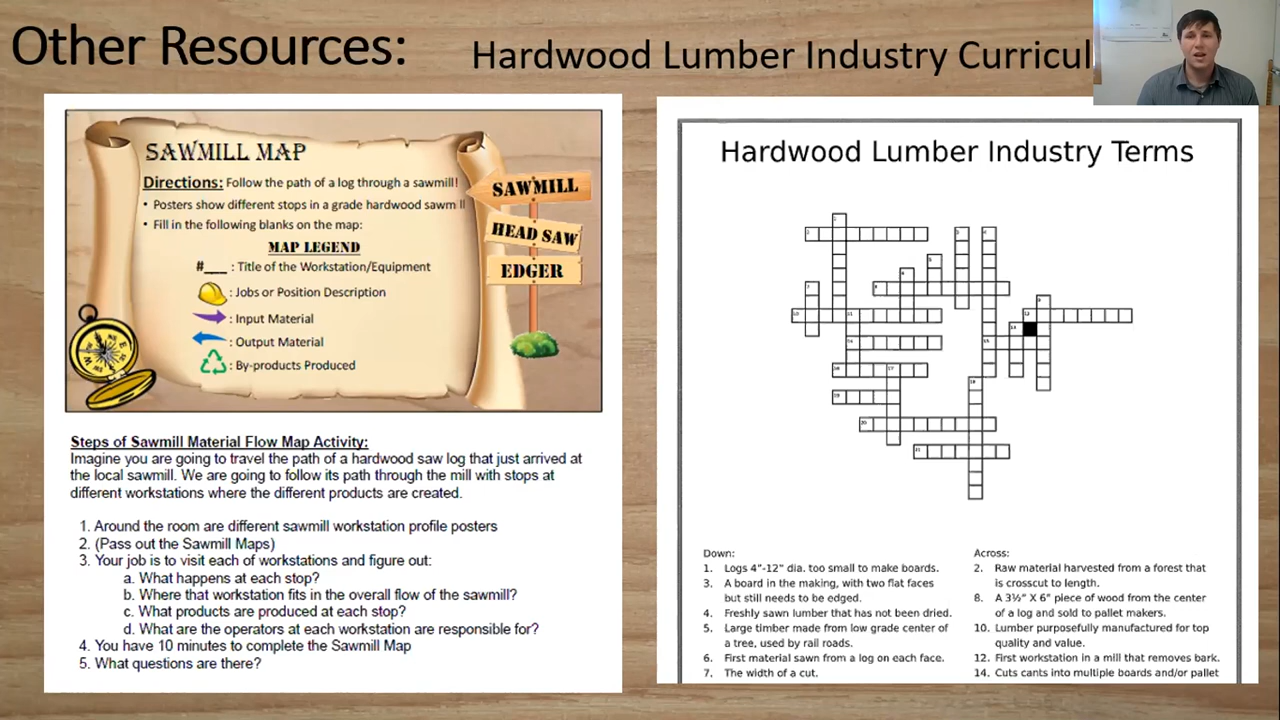 Other Resources:
Hardwood Lumber Industry Curricul
SAWMILL MAP
Directions: Follow the path of a log through a sawmill!
• Posters show different stops in a grade hardwood sawmill
• Fill in the following blanks on the map:
MAP LEGEND
#___ : Title of the Workstation/Equipment
: Jobs or Position Description
: Input Material
: Output Material
: By-products Produced
SAWMILL
HEAD SAW
EDGER
Steps of Sawmill Material Flow Map Activity:
Imagine you are going to travel the path of a hardwood saw log that just arrived at
the local sawmill. We are going to follow its path through the mill with stops at
different workstations where the different products are created.
1. Around the room are different sawmill workstation profile posters
2. (Pass out the Sawmill Maps)
3. Your job is to visit each of workstations and figure out:
a. What happens at each stop?
b. Where that workstation fits in the overall flow of the sawmill?
c. What products are produced at each stop?
d. What are the operators at each workstation are responsible for?
4. You have 10 minutes to complete the Sawmill Map
5. What questions are there?
Hardwood Lumber Industry Terms
Down:
1. Logs 4”-12” dia. too small to make boards.
3. A board in the making, with two flat faces
but still needs to be edged.
4. Freshly sawn lumber that has not been dried.
5. Large timber made from low grade center of
a tree, used by rail roads.
6. First material sawn from a log on each face.
7. The width of a cut.
Across:
2. Raw material harvested from a forest that
is crosscut to length.
8. A 3½” X 6” piece of wood from the center
of a log and sold to pallet makers.
10. Lumber purposefully manufactured for top
quality and value.
12. First workstation in a mill that removes bark.
14. Cuts cants into multiple boards and/or pallet